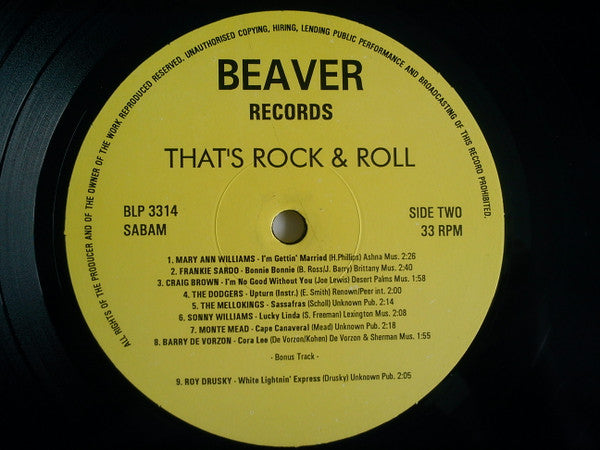 ALL RIGHTS OF THE PRODUCER AND OF THE OWNER OF THE WORK REPRODUCED RESERVED. UNAUTHORISED COPYING, HIRING, LENDING PUBLIC PERFORMANCE AND BROADCASTING OF THIS RECORD PROHIBITED.
BEAVER
RECORDS
THAT'S ROCK & ROLL
BLP 3314 SIDE TWO
SABAM 33 RPM
1. MARY ANN WILLIAMS - I'm Gettin' Married (H.Phillips) Ashna Mus. 2:26
2. FRANKIE SARDO - Bonnie Bonnie (B. Ross/J. Barry) Brittany Mus. 2:40
3. CRAIG BROWN - I'm No Good Without You (Joe Lewis) Desert Palms Mus. 1:58
4. THE DODGERS - Upturn (Instr.) (E. Smith) Renown/Peer int. 2:00
5. THE MELLOKINGS - Sassafras (Scholl) Unknown Pub. 2:14
6. SONNY WILLIAMS - Lucky Linda (S. Freeman) Lexington Mus. 2:08
7. MONTE MEAD - Cape Canaveral (Mead) Unknown Pub. 2:18
8. BARRY DE VORZON - Cora Lee (De Vorzon/Kohen) De Vorzon & Sherman Mus. 1:55
- Bonus Track -
9. ROY DRUSKY - White Lightnin' Express (Drusky) Unknown Pub. 2:05